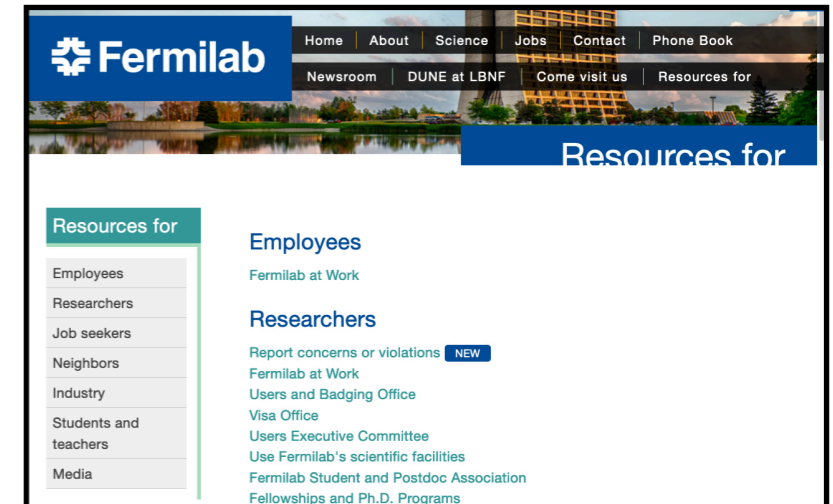 Fermilab
Home About Science Jobs Contact Phone Book
Newsroom DUNE at LBNF Come visit us Resources for
Resources for
Resources for
Employees
Researchers
Job seekers
Neighbors
Industry
Students and
teachers
Media
Employees
Fermilab at Work
Researchers
Report concerns or violations NEW
Fermilab at Work
Users and Badging Office
Visa Office
Users Executive Committee
Use Fermilab's scientific facilities
Fermilab Student and Postdoc Association
Fellowships and Ph.D. Programs